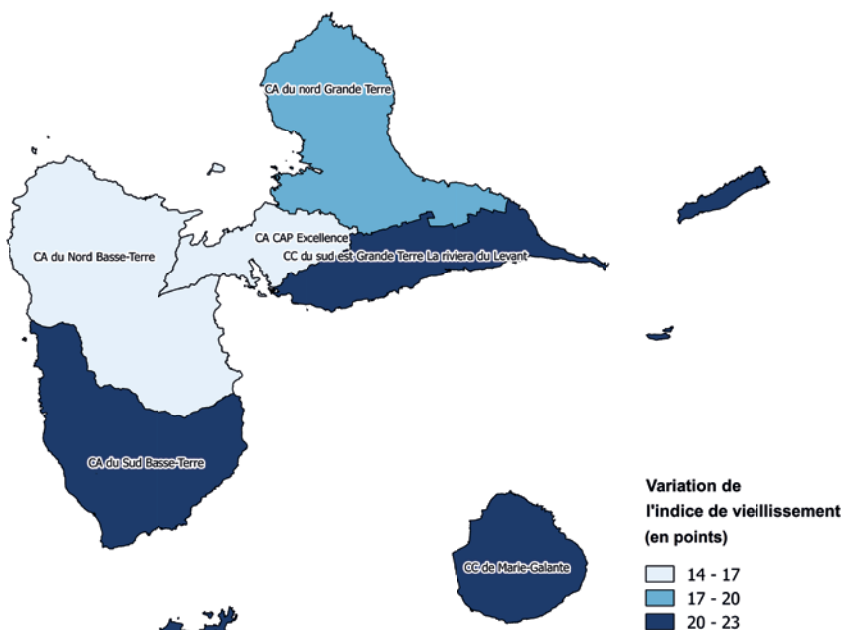 CA du nord Grande Terre
CA CAP Excellence
CA du Nord Basse-Terre
CC du sud est Grande Terre La riviera du Levant
CA du Sud Basse-Terre
CC de Marie-Galante
Variation de
l'indice de vieillissement
(en points)
14 - 17
17 - 20
20 - 23